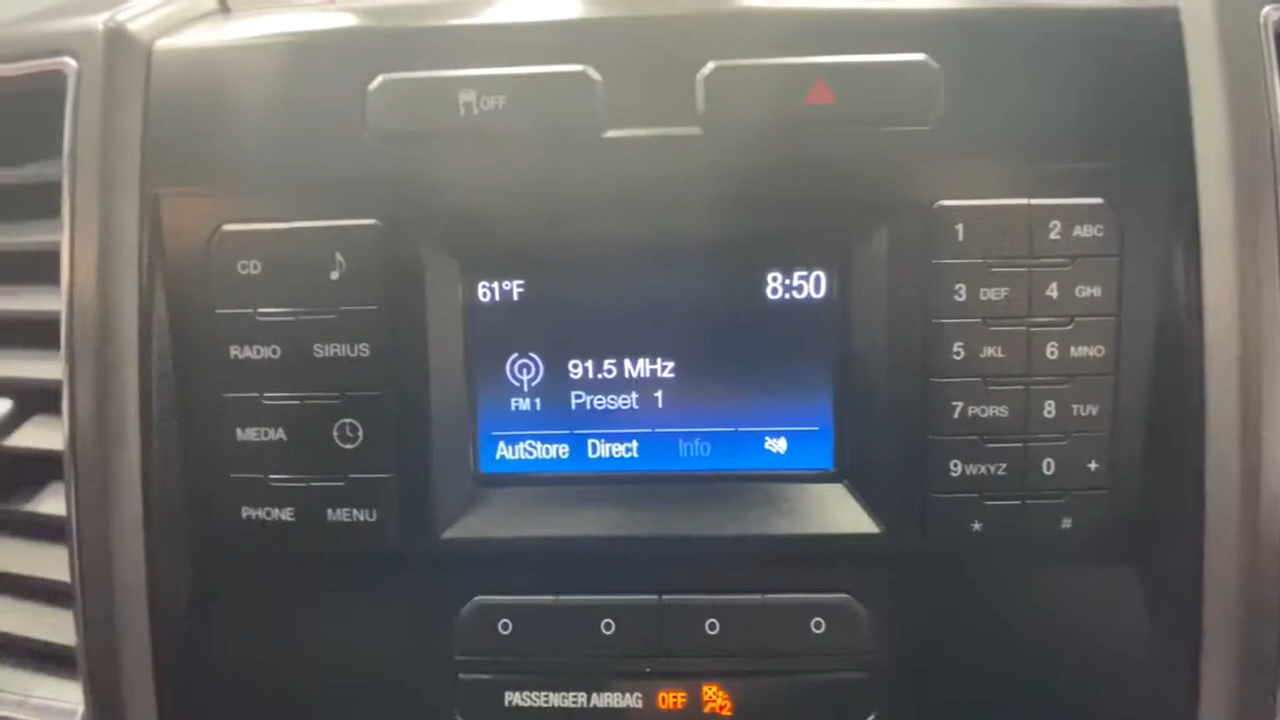 OFF
CD
RADIO SIRIUS
MEDIA
PHONE MENU
61°F 8:50
91.5 MHz
FM 1
Preset 1
AutStore Direct Info
1 2 ABC
3 DEF 4 GHI
5 JKL 6 MNO
7 PQRS 8 TUV
9 WXYZ 0 +
* #
PASSENGER AIRBAG OFF 2